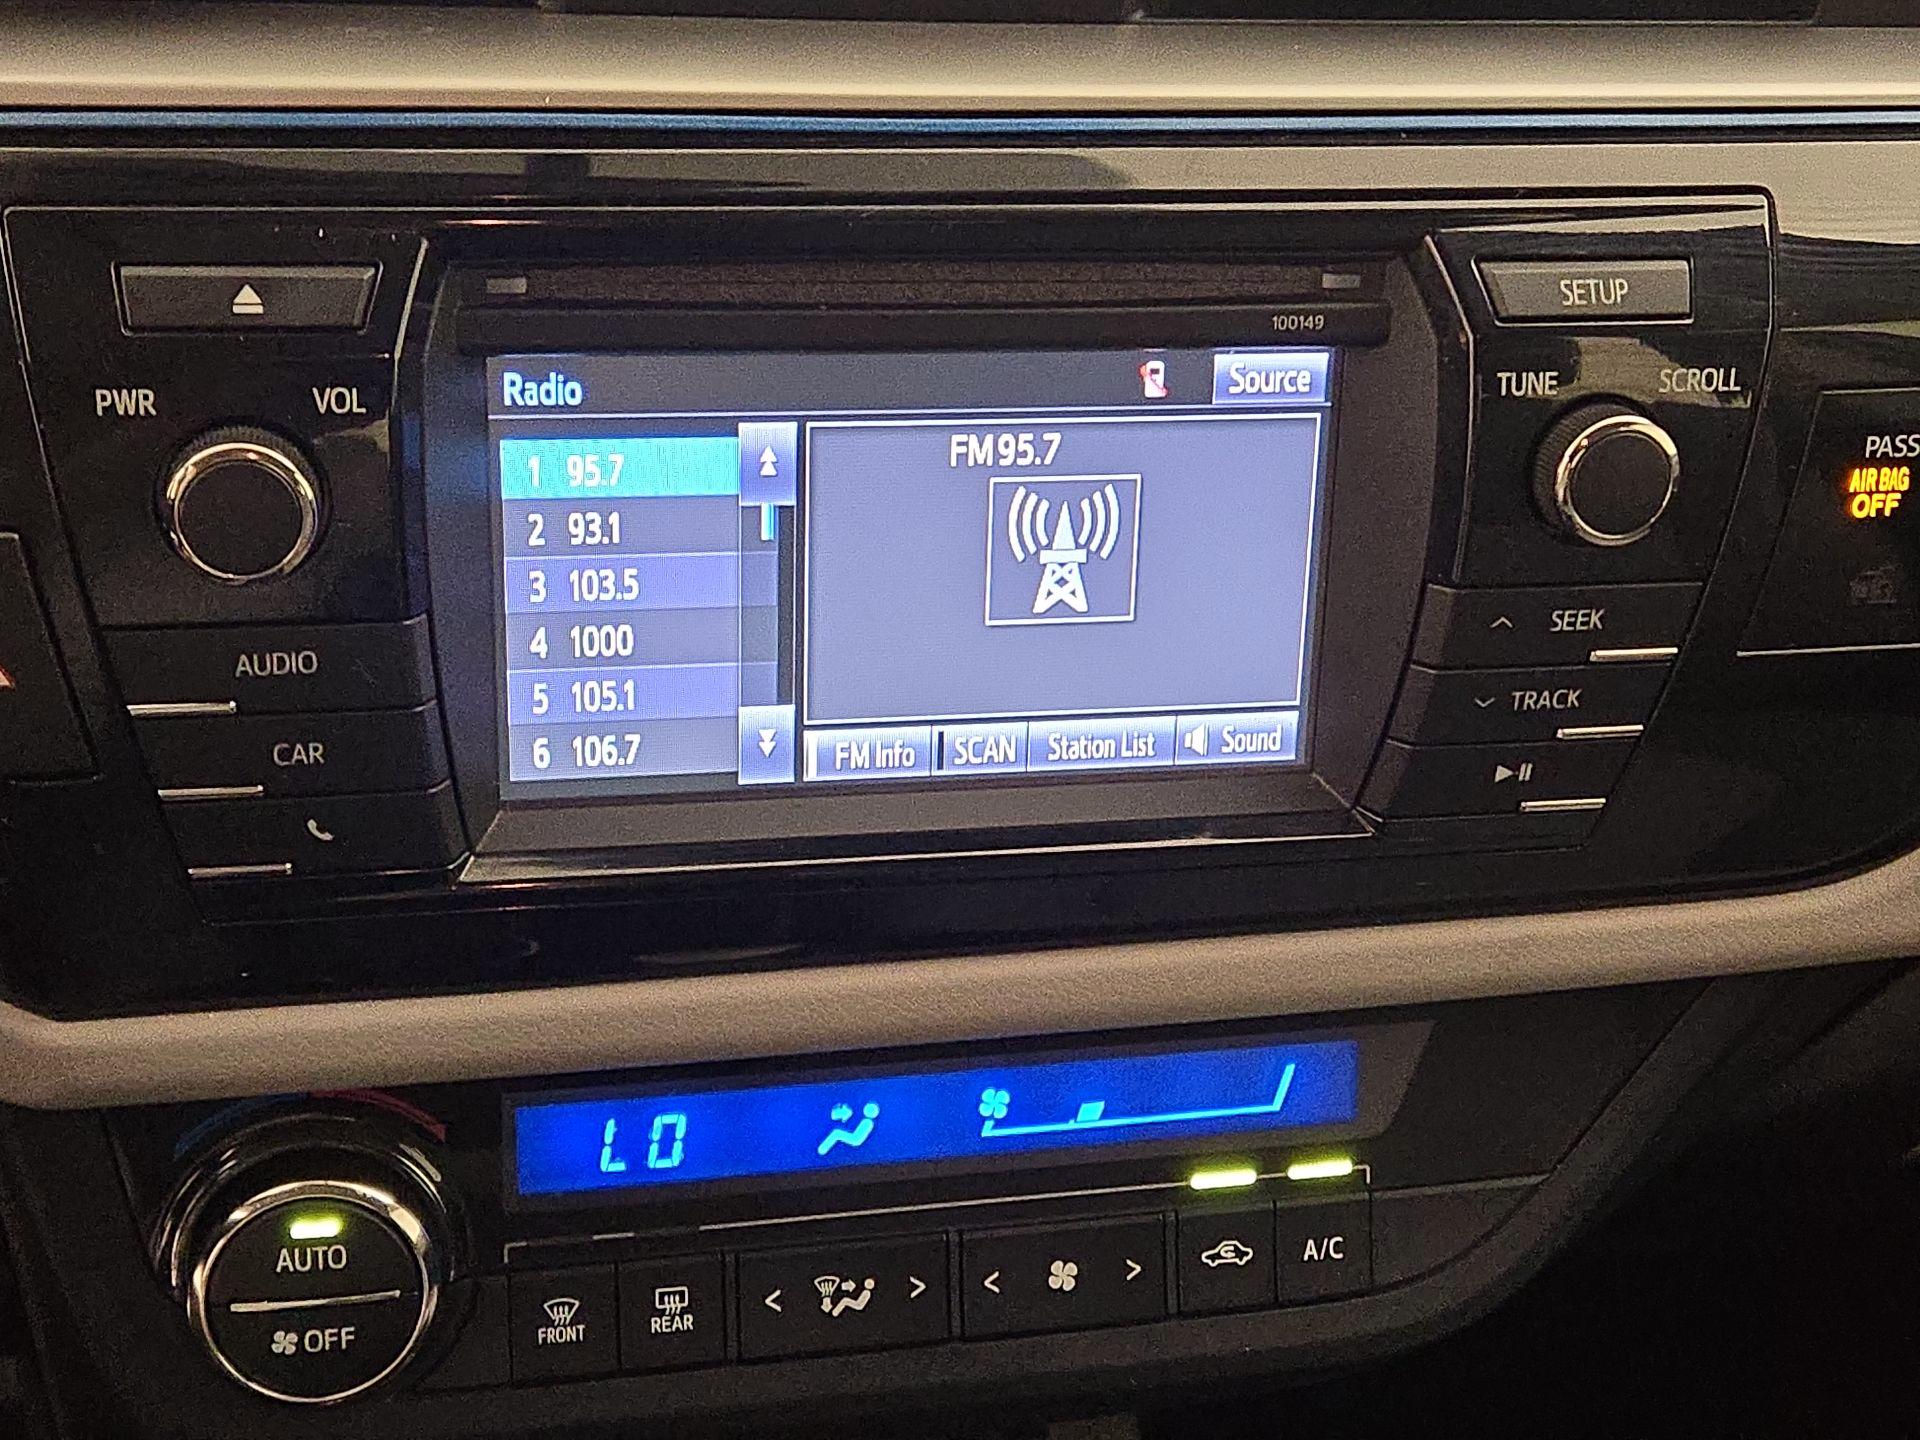 100149
SETUP
PWR VOL
TUNE SCROLL
Radio
Source
1 95.7
2 93.1
3 103.5
4 1000
5 105.1
6 106.7
FM 95.7
FM Info
SCAN
Station List
Sound
AUDIO
CAR
SEEK
TRACK
PASS
AIR BAG
OFF
LO
AUTO
OFF
FRONT
REAR
A/C